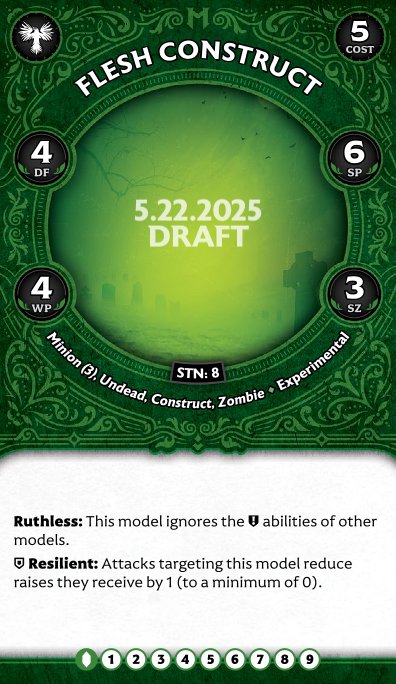 5
COST
FLESH CONSTRUCT
4
DF
6
SP
5.22.2025
DRAFT
4
WP
3
SZ
STN: 8
Minion (3), Undead, Construct, Zombie • Experimental
Ruthless: This model ignores the abilities of other
models.
Resilient: Attacks targeting this model reduce
raises they receive by 1 (to a minimum of 0).
1 2 3 4 5 6 7 8 9